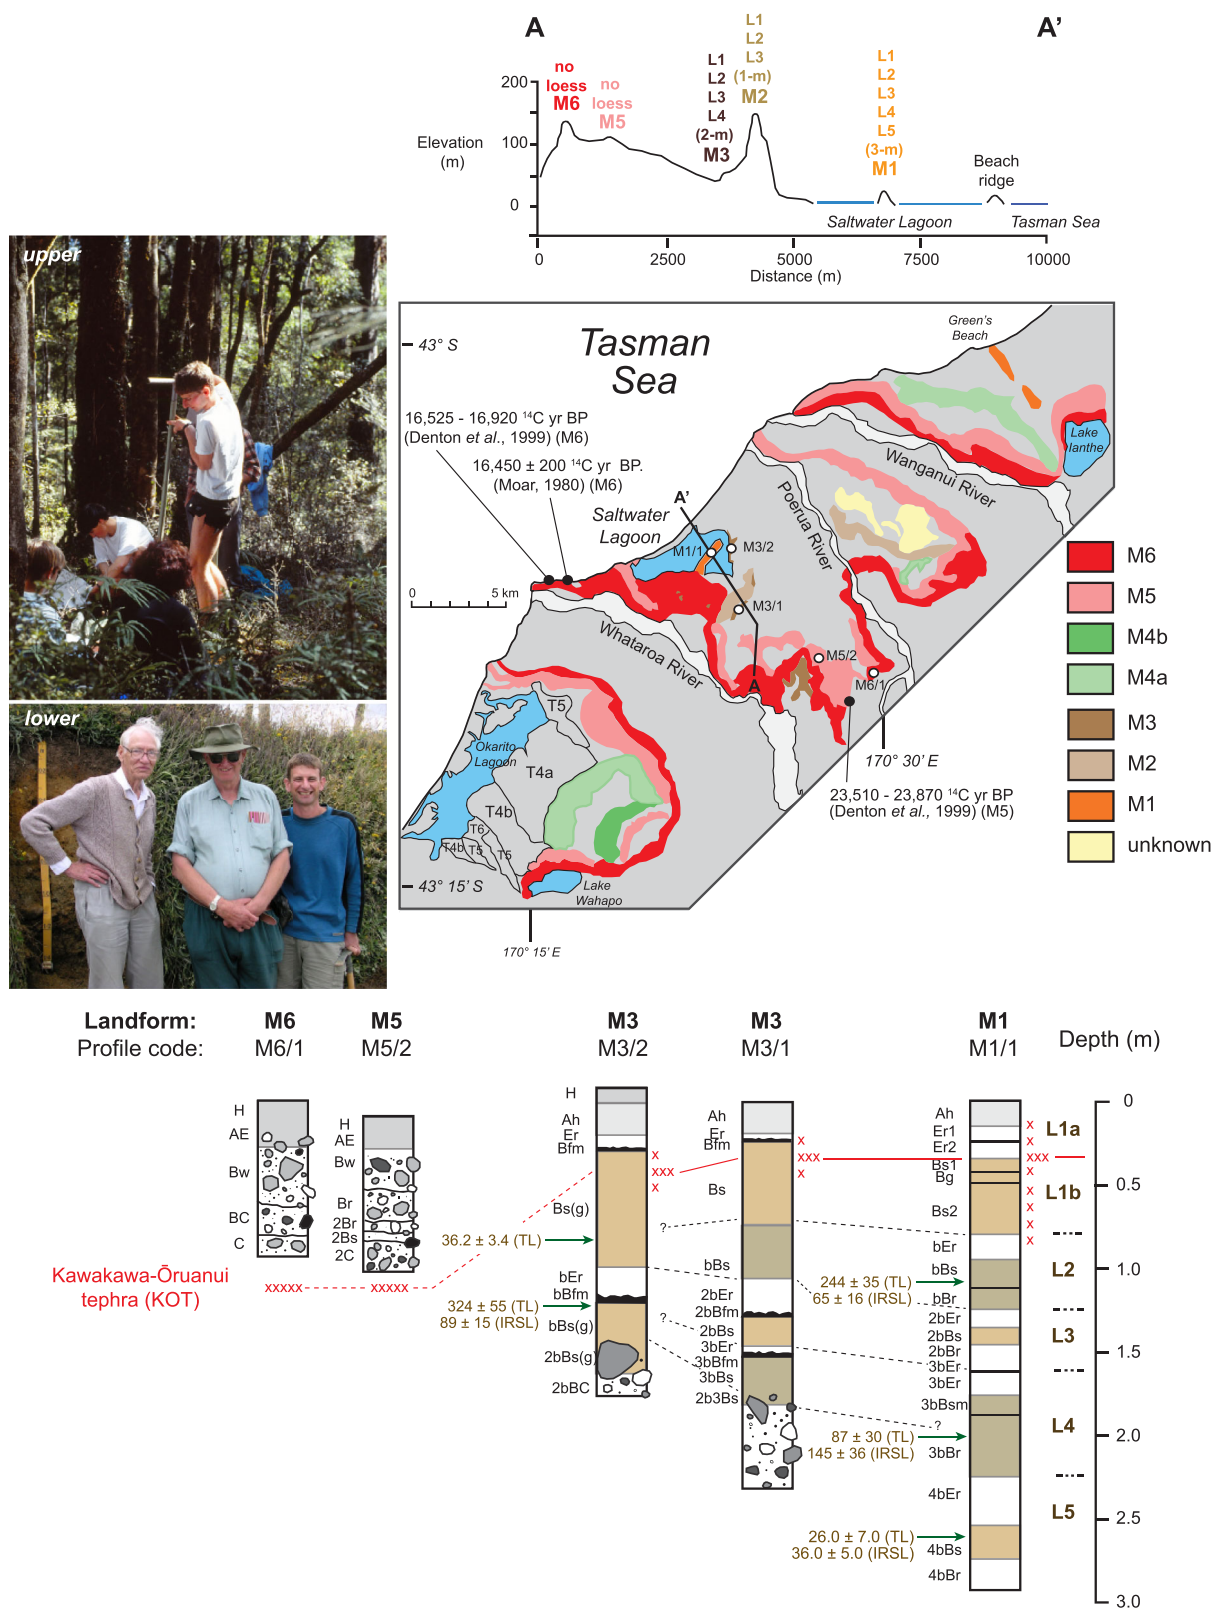 A
A’
L1
L2
L3
(1-m)
M2
L1
L2
L3
L4
(2-m)
M3
L1
L2
L3
L4
L5
(3-m)
M1
no
loess
M6
no
loess
M5
200
100
0
Elevation
(m)
Beach
ridge
Saltwater Lagoon
Tasman Sea
0
2500
5000
7500
10000
Distance (m)
upper
lower
Tasman
Sea
43° S
Green’s
Beach
16,525 - 16,920 ¹⁴C yr BP
(Denton et al., 1999) (M6)
16,450 ± 200 ¹⁴C yr BP.
(Moar, 1980) (M6)
Lake
Ianthe
Wanganui River
Poerua River
A’
Saltwater
Lagoon
M1/1
M3/2
M3/1
0
5 km
Whataroa River
M5/2
M6/1
A
T5
Okarito
Lagoon
T4a
T4b
T6
T4b
T5
T5
170° 30’ E
23,510 - 23,870 ¹⁴C yr BP
(Denton et al., 1999) (M5)
43° 15’ S
Lake
Wahapo
170° 15’ E
M6
M5
M4b
M4a
M3
M2
M1
unknown
Landform:
M6
M5
M3
M3
M1
Profile code:
M6/1
M5/2
M3/2
M3/1
M1/1
Depth (m)
H
AE
Bw
BC
C
H
AE
Bw
Br
2Br
2Bs
2C
Kawakawa-Ōruanui
tephra (KOT)
xxxxx
xxxxx
H
Ah
Er
Bfm
Bs(g)
bEr
bBfm
bBs(g)
2bBs(g)
2bBC
x
xxx
x
36.2 ± 3.4 (TL)
324 ± 55 (TL)
89 ± 15 (IRSL)
?
?
Ah
Er
Bfm
Bs
bBs
2bEr
2bBfm
2bBs
3bEr
3bBfm
3bBs
2b3Bs
x
xxx
x
244 ± 35 (TL)
65 ± 16 (IRSL)
?
87 ± 30 (TL)
145 ± 36 (IRSL)
26.0 ± 7.0 (TL)
36.0 ± 5.0 (IRSL)
Ah
Er1
Er2
Bs1
Bg
Bs2
bEr
bBs
bBr
2bEr
2bBs
2bBr
3bEr
3bEr
3bBsm
3bBr
4bEr
4bBs
4bBr
x
x
xxx
x
x
x
x
x
L1a
L1b
L2
L3
L4
L5
0
0.5
1.0
1.5
2.0
2.5
3.0